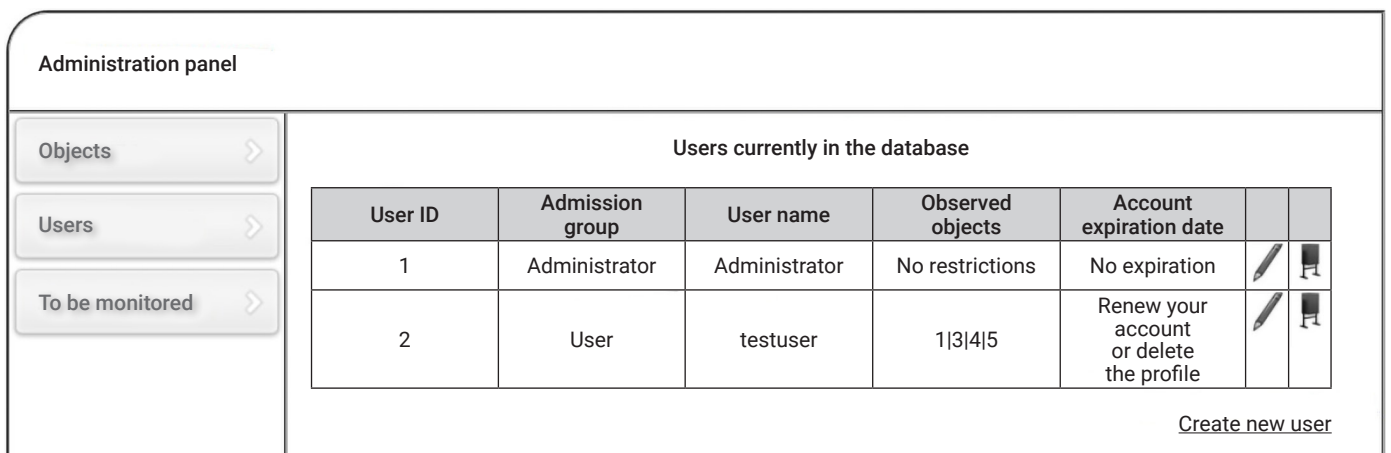 Administration panel
Objects
Users
To be monitored
Users currently in the database
User ID
Admission
group
User name
Observed
objects
Account
expiration date
1
Administrator
Administrator
No restrictions
No expiration
2
User
testuser
1|3|4|5
Renew your
account
or delete
the profile
Create new user